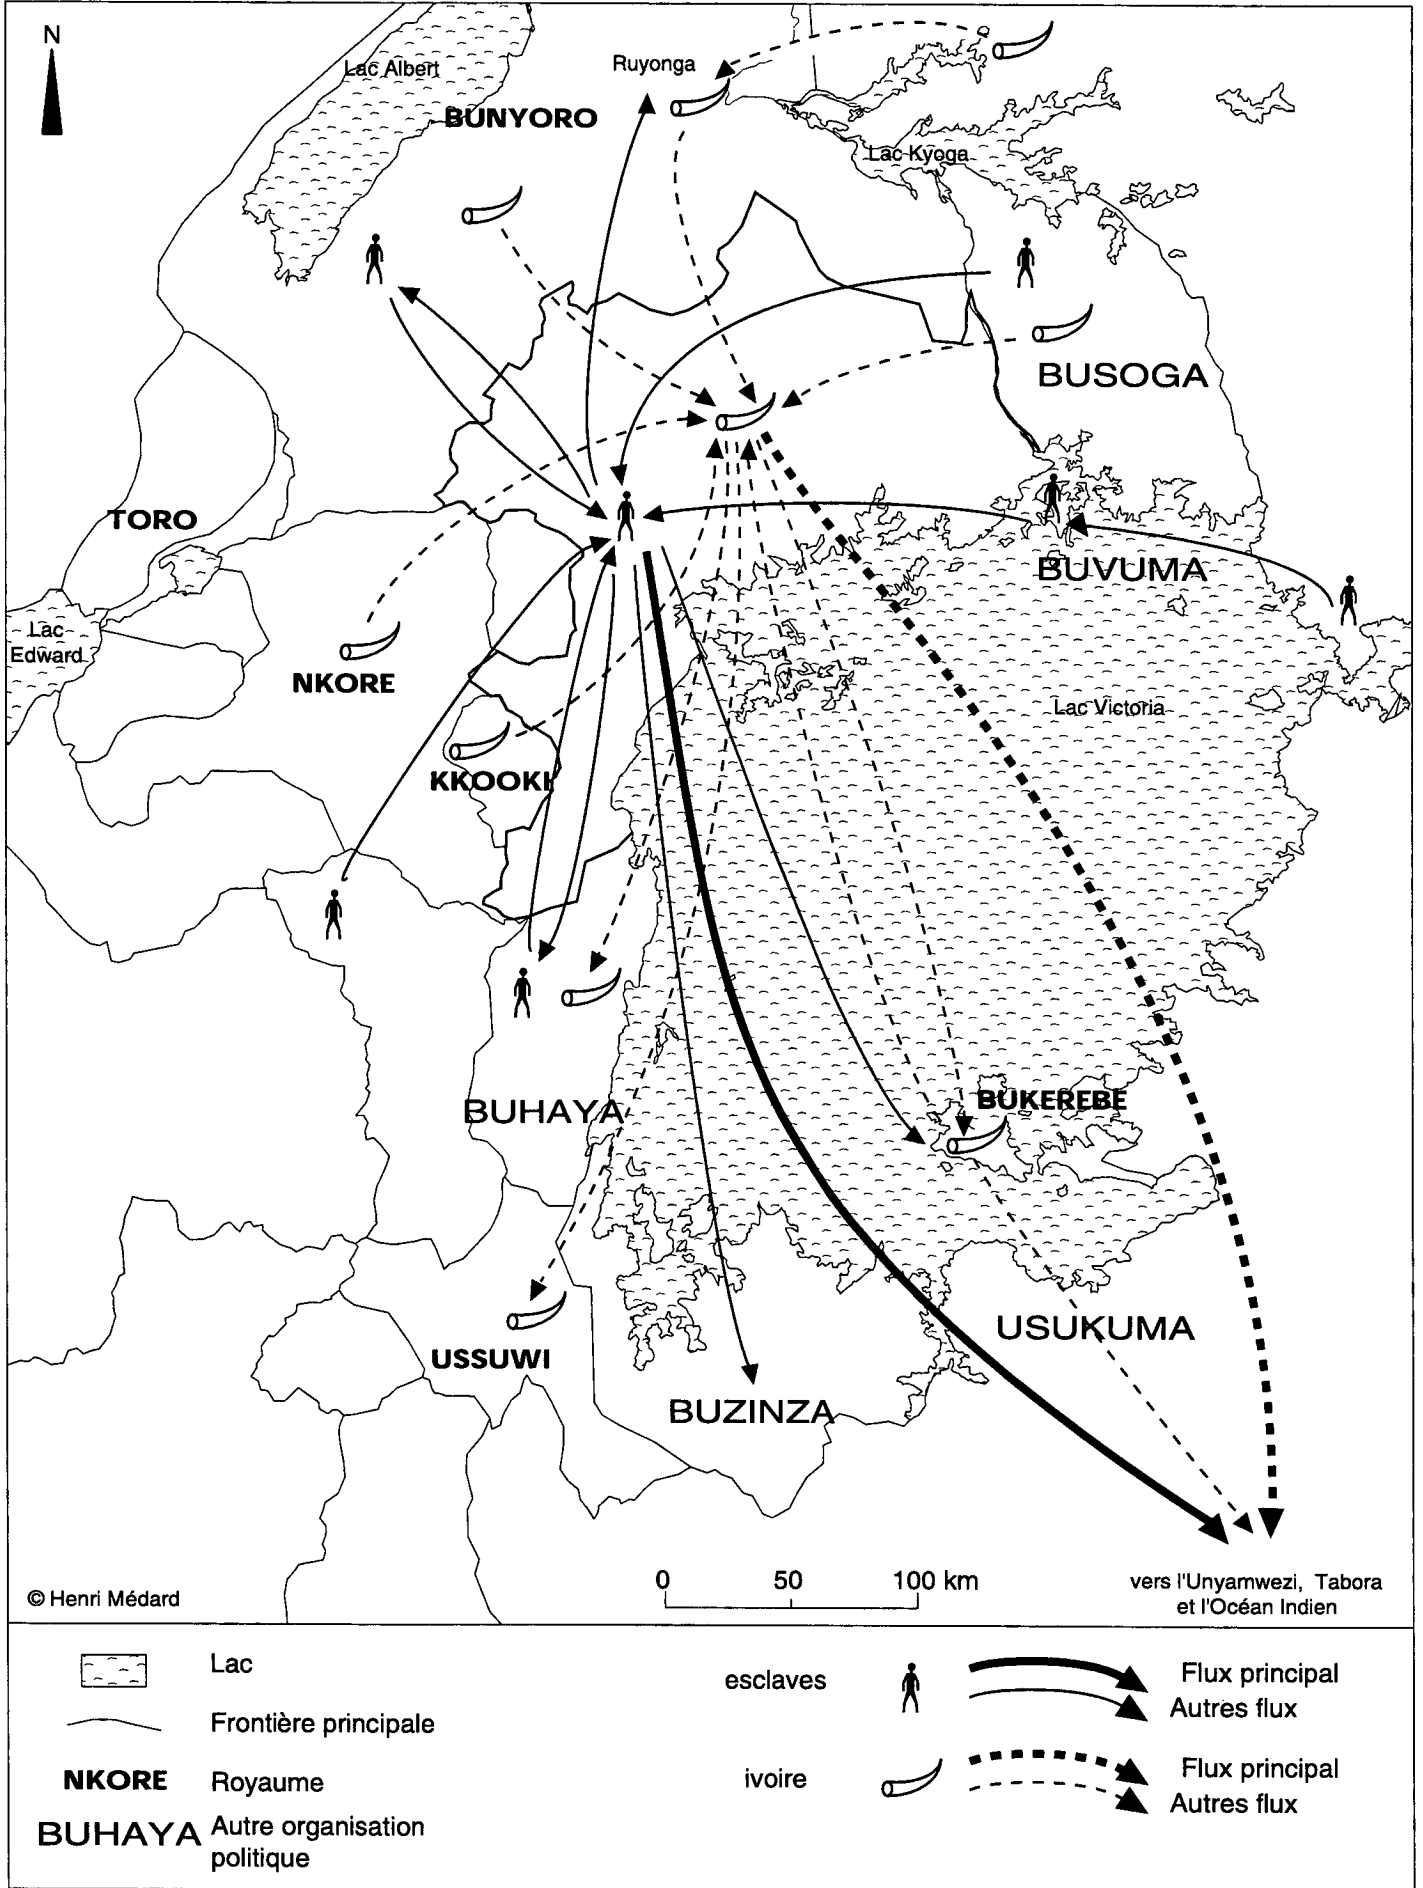 N
Lac Albert
Ruyonga
BUNYORO
Lac Kyoga
BUSOGA
TORO
BUVUMA
Lac
Edward
NKORE
Lac Victoria
KKOOKI
BUKEREBE
BUHAYA
USUKUMA
USSUWI
BUZINZA
0 50 100 km
© Henri Médard
vers l'Unyamwezi, Tabora
et l'Océan Indien
Lac
Frontière principale
NKORE Royaume
BUHAYA Autre organisation
politique
esclaves
Flux principal
Autres flux
ivoire
Flux principal
Autres flux